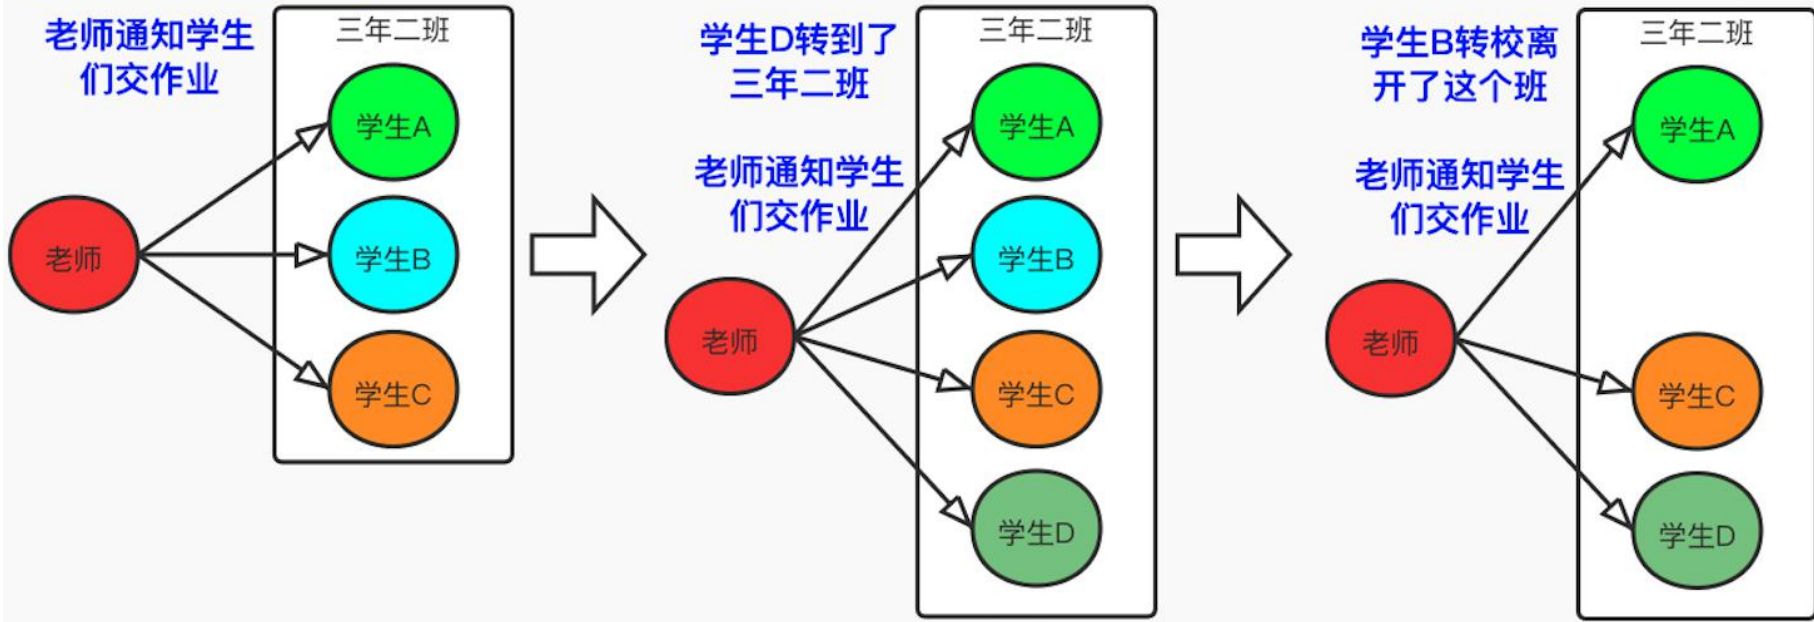 老师通知学生
们交作业
三年二班
学生A
老师
学生B
学生C
学生D转到了
三年二班
老师通知学生
们交作业
三年二班
学生A
学生B
老师
学生C
学生D
学生B转校离
开了这个班
老师通知学生
们交作业
三年二班
学生A
老师
学生C
学生D